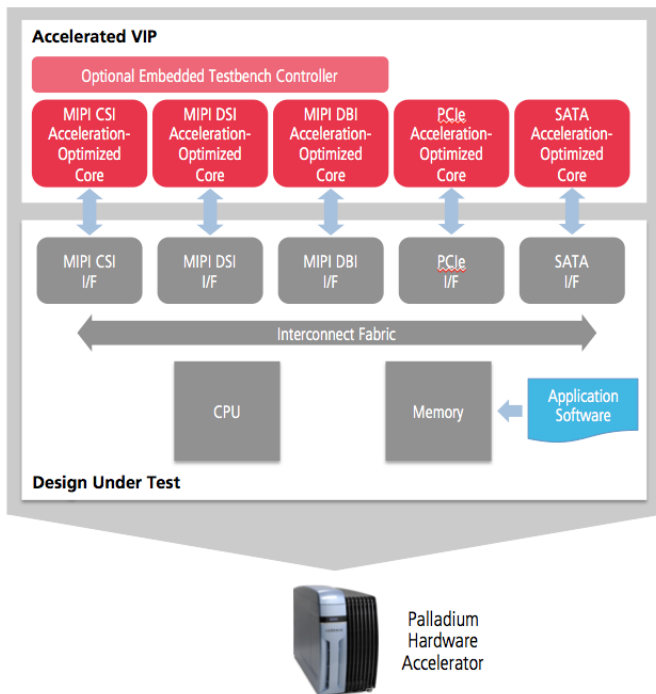 Accelerated VIP
Optional Embedded Testbench Controller
MIPI CSI
Acceleration-
Optimized
Core
MIPI DSI
Acceleration-
Optimized
Core
MIPI DBI
Acceleration-
Optimized
Core
PCIe
Acceleration-
Optimized
Core
SATA
Acceleration-
Optimized
Core
MIPI CSI
I/F
MIPI DSI
I/F
MIPI DBI
I/F
PCIe
I/F
SATA
I/F
Interconnect Fabric
CPU
Memory
Application
Software
Design Under Test
Palladium
Hardware
Accelerator